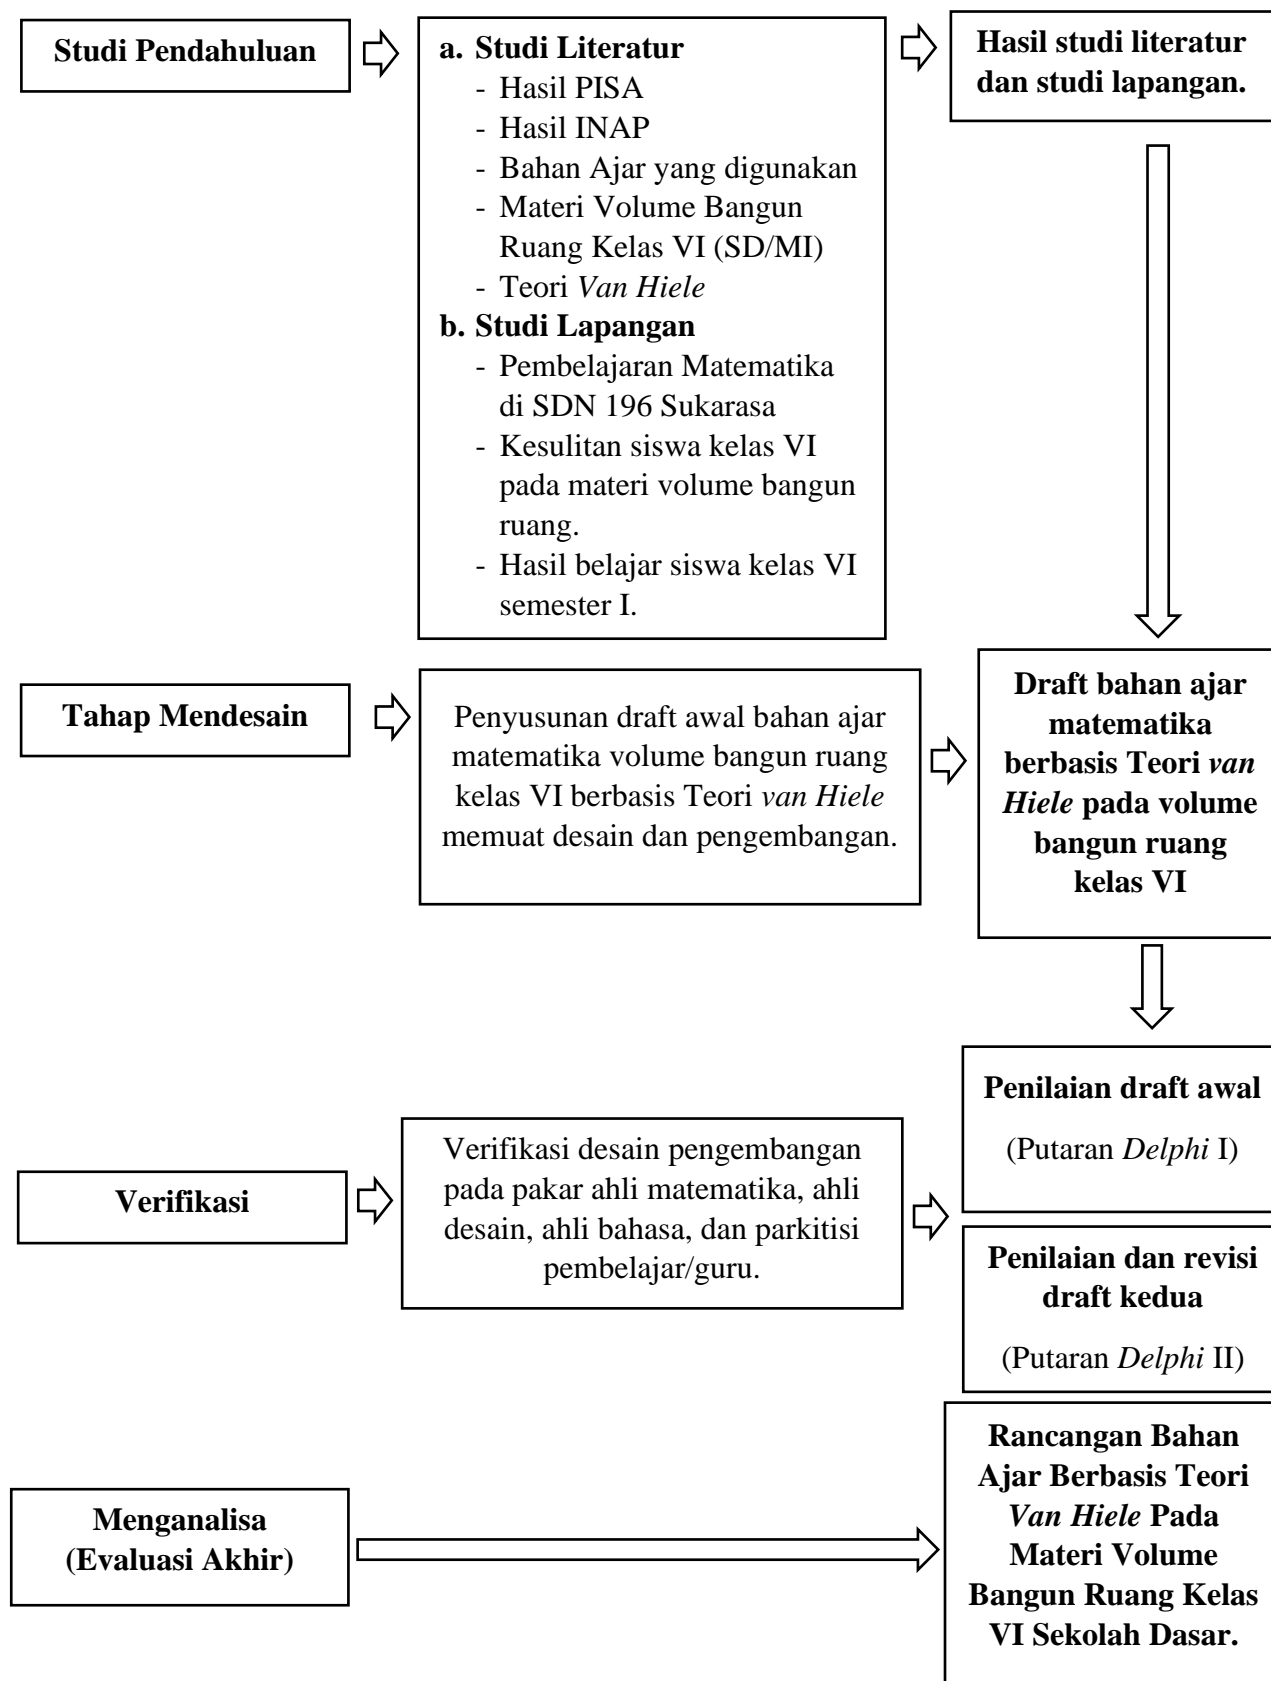 Studi Pendahuluan
a. Studi Literatur
- Hasil PISA
- Hasil INAP
- Bahan Ajar yang digunakan
- Materi Volume Bangun
Ruang Kelas VI (SD/MI)
- Teori Van Hiele
b. Studi Lapangan
- Pembelajaran Matematika
di SDN 196 Sukarasa
- Kesulitan siswa kelas VI
pada materi volume bangun
ruang.
- Hasil belajar siswa kelas VI
semester I.
Hasil studi literatur
dan studi lapangan.
Tahap Mendesain
Penyusunan draft awal bahan ajar
matematika volume bangun ruang
kelas VI berbasis Teori van Hiele
memuat desain dan pengembangan.
Draft bahan ajar
matematika
berbasis Teori van
Hiele pada volume
bangun ruang
kelas VI
Verifikasi
Verifikasi desain pengembangan
pada pakar ahli matematika, ahli
desain, ahli bahasa, dan parkitisi
pembelajar/guru.
Penilaian draft awal
(Putaran Delphi I)
Penilaian dan revisi
draft kedua
(Putaran Delphi II)
Menganalisa
(Evaluasi Akhir)
Rancangan Bahan
Ajar Berbasis Teori
Van Hiele Pada
Materi Volume
Bangun Ruang Kelas
VI Sekolah Dasar.